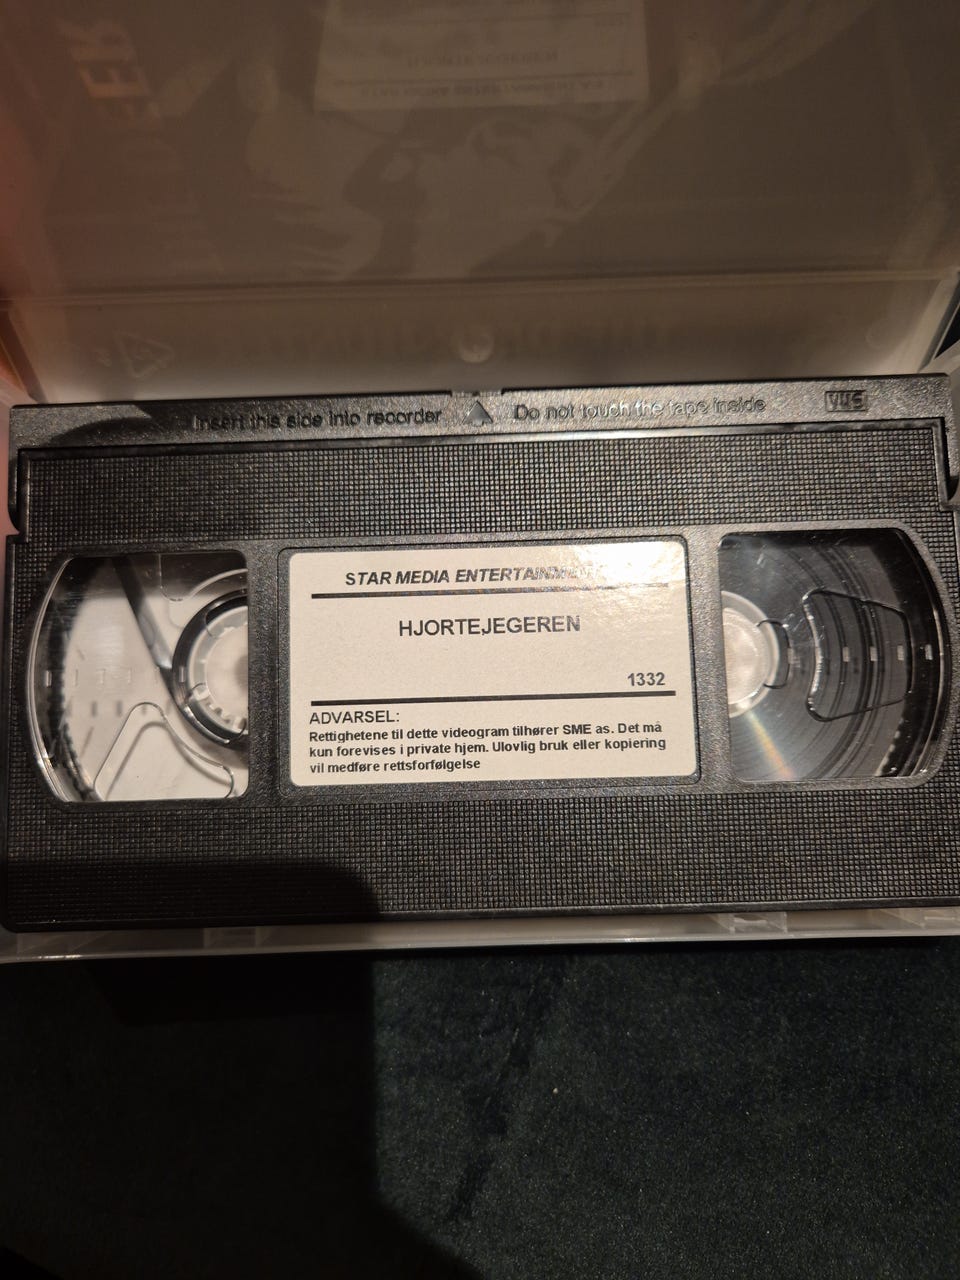 Insert this side into recorder Do not touch the tape inside VHS
STAR MEDIA ENTERTAINMENT
HJORTEJEGEREN
1332
ADVARSEL:
Rettighetene til dette videogram tilhører SME as. Det må
kun forevises i private hjem. Ulovlig bruk eller kopiering
vil medføre rettsforfølgelse